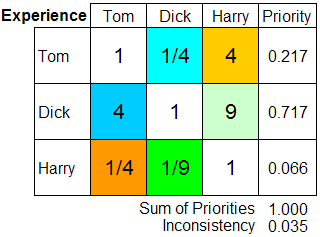 Experience Tom Dick Harry Priority
Tom 1 1/4 4 0.217
Dick 4 1 9 0.717
Harry 1/4 1/9 1 0.066
Sum of Priorities 1.000
Inconsistency 0.035